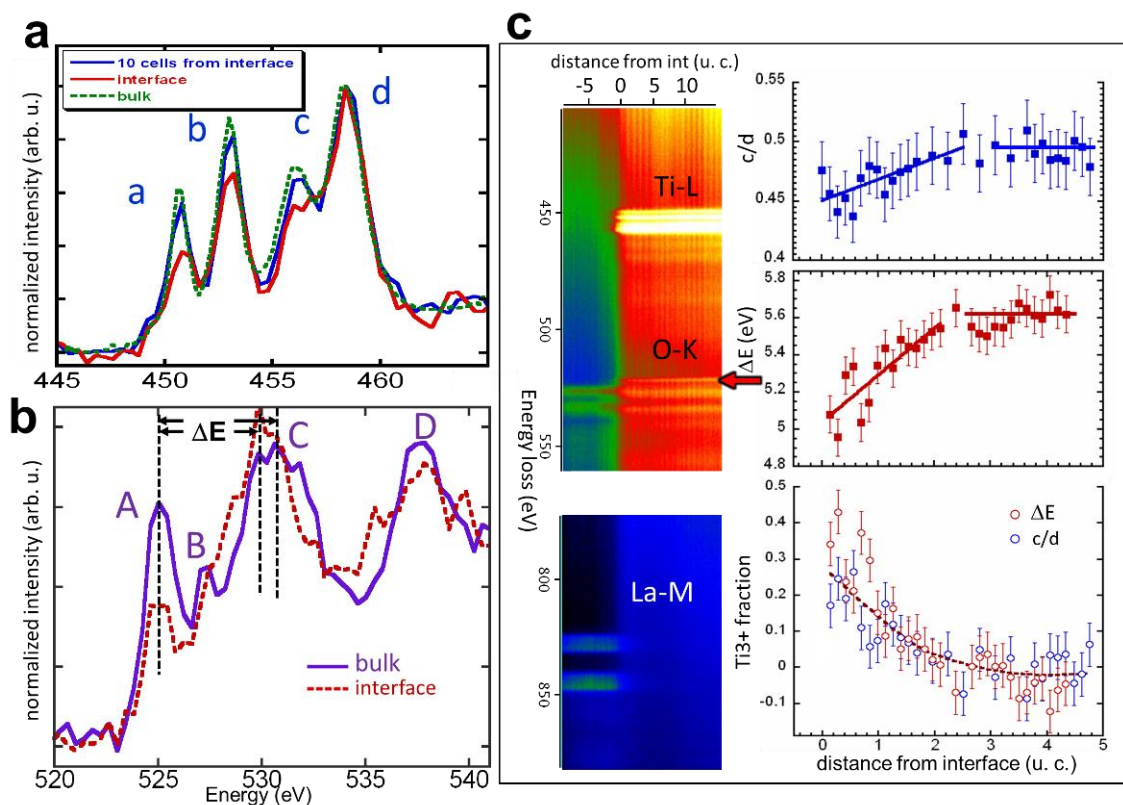 a
10 cells from interface
interface
bulk
a
b
c
d
normalized intensity (arb. u.)
445
450
455
460
b
ΔE
A
B
C
D
bulk
interface
normalized intensity (arb. u.)
520
525
530
535
540
Energy (eV)
c
distance from int (u. c.)
-5 0 5 10
Ti-L
O-K
La-M
450
500
550
800
850
Energy loss (eV)
0.55
0.5
0.45
0.4
c/d
5.8
5.6
5.4
5.2
5
4.8
ΔE (eV)
0.5
0.4
0.3
0.2
0.1
0
-0.1
Ti3+ fraction
ΔE
c/d
0 1 2 3 4 5
distance from interface (u. c.)